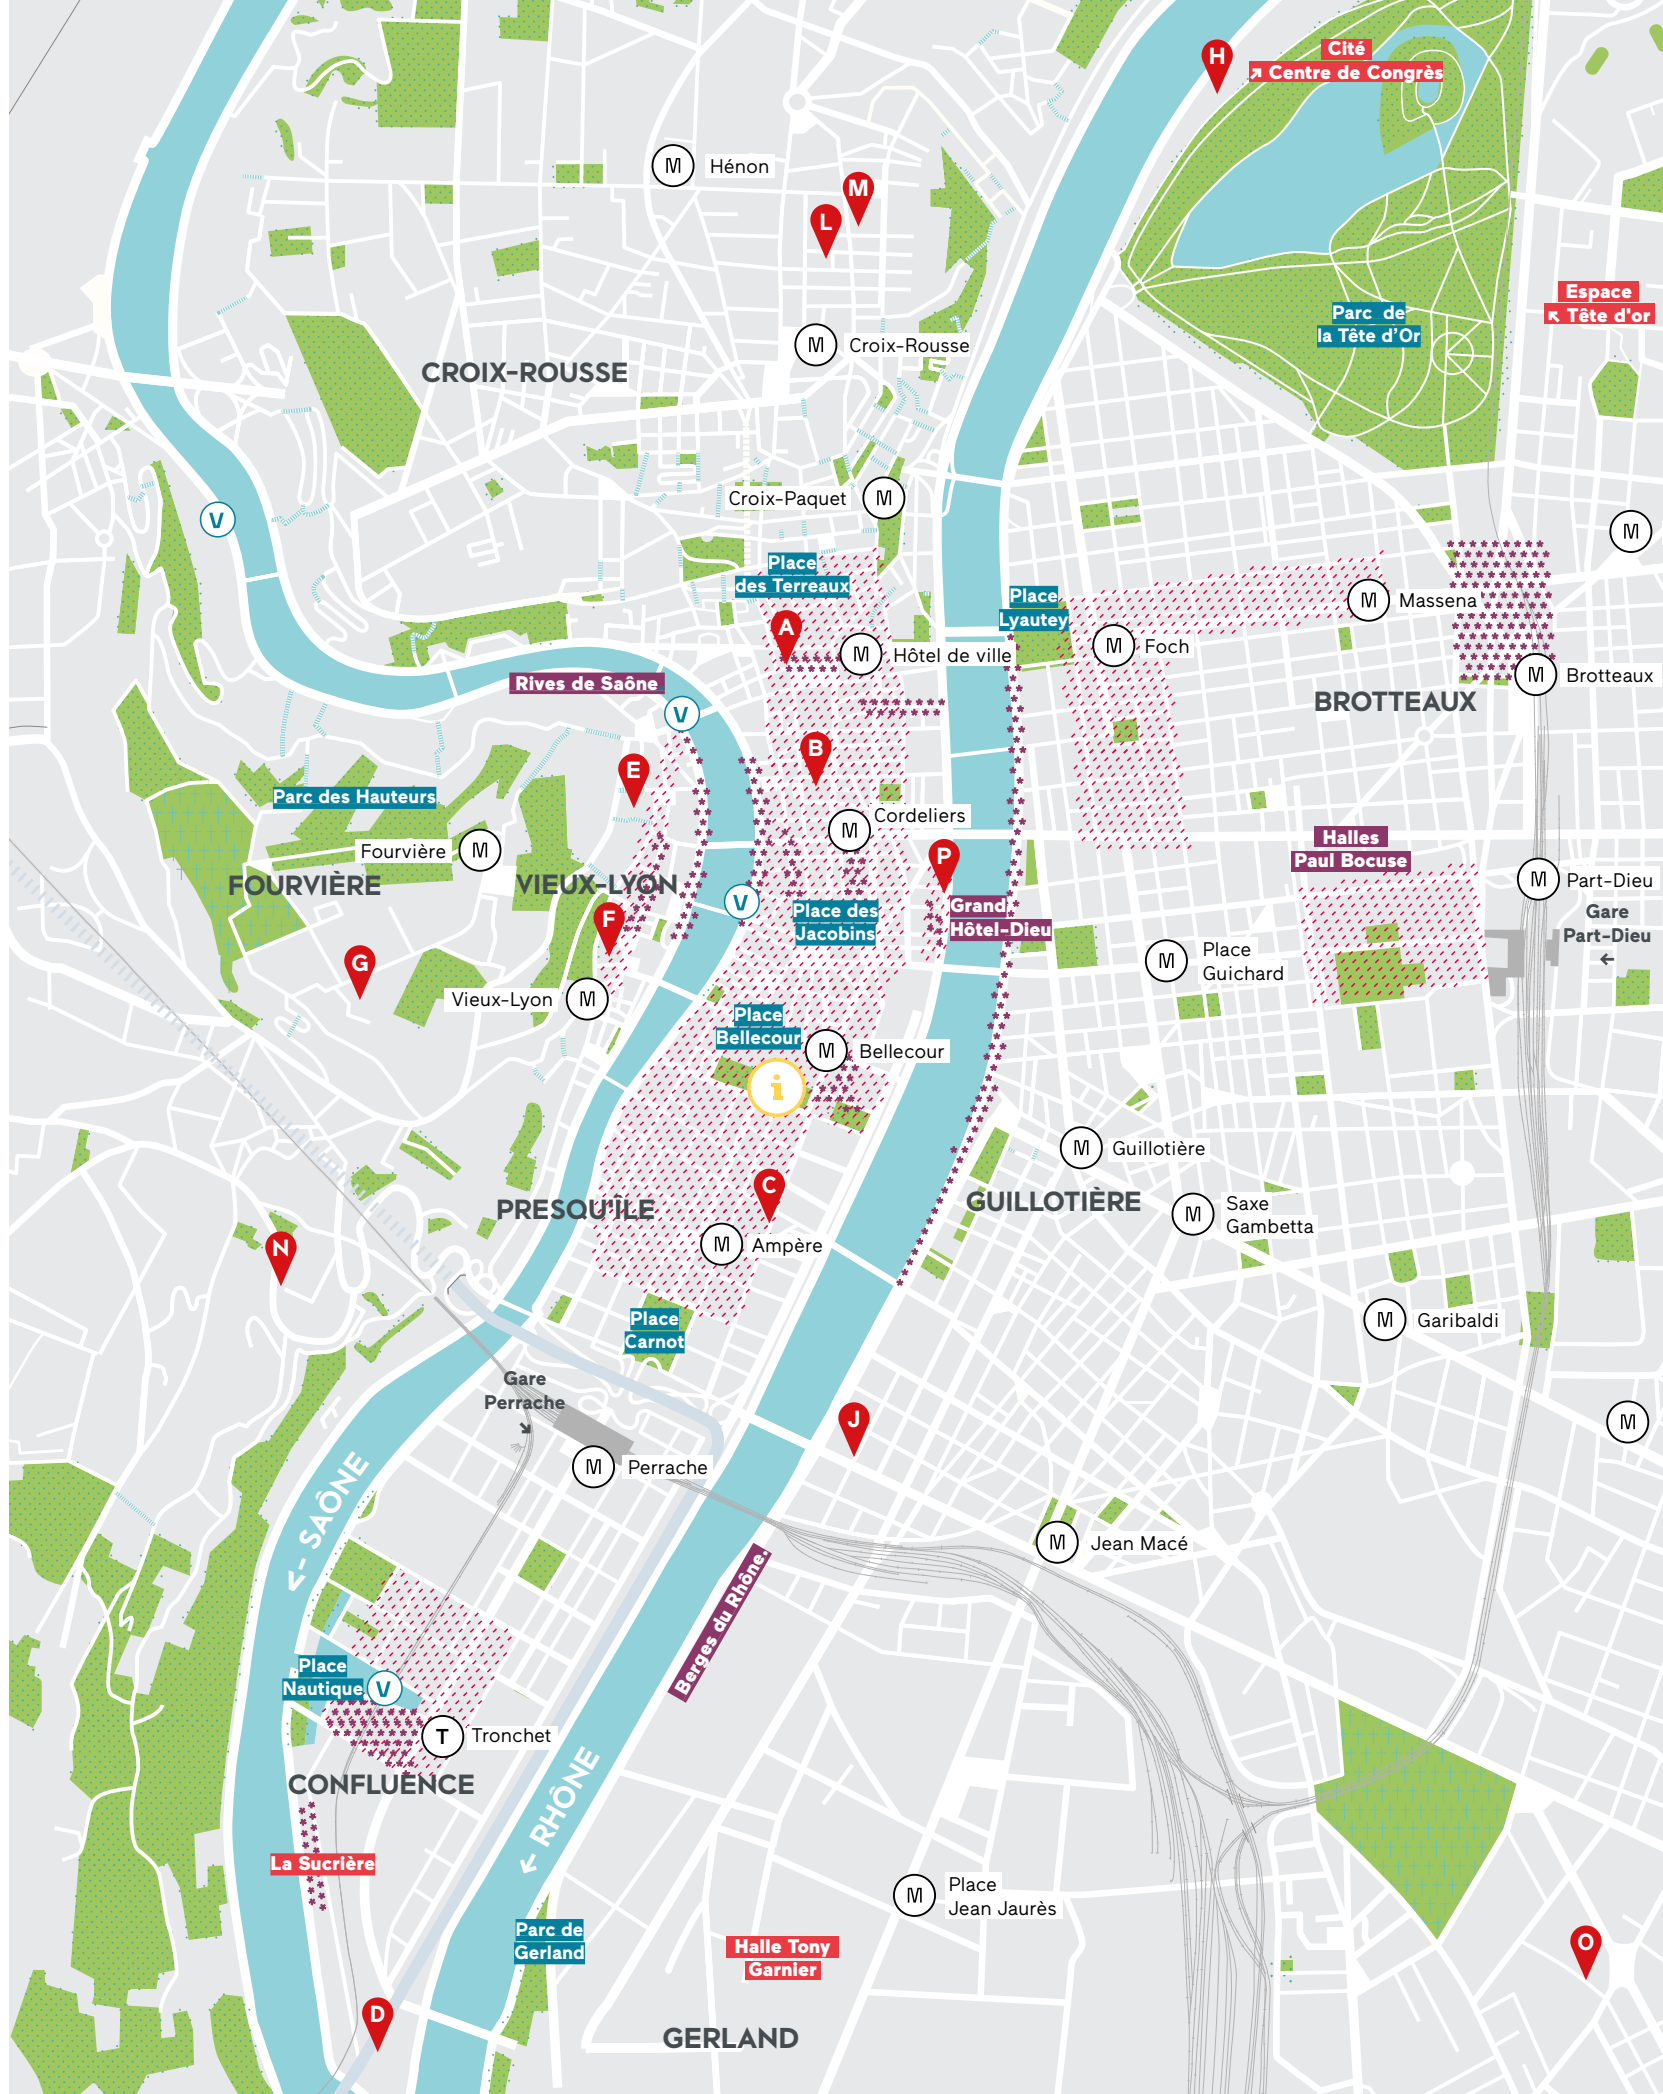 H
Cité
↗ Centre de Congrès
M Hénon
M
L
Espace
↖ Tête d'or
Parc de
la Tête d'Or
M Croix-Rousse
CROIX-ROUSSE
Croix-Paquet M
V
M
Place
des Terreaux
Place
Lyautey
M Massena
A
M Hôtel de ville
M Foch
M Brotteaux
Rives de Saône
BROTTEAUX
V
B
E
Parc des Hauteurs
Cordeliers
M
Halles
Paul Bocuse
Fourvière M
P
M Part-Dieu
FOURVIÈRE
VIEUX-LYON
V
F
Place des
Jacobins
Grand
Hôtel-Dieu
Gare
Part-Dieu
←
G
M Place
Guichard
Vieux-Lyon M
Place
Bellecour
M Bellecour
i
M Guillotière
C
PRESQU'ÎLE
GUILLOTIÈRE
M Saxe
Gambetta
N
M Ampère
Place
Carnot
M Garibaldi
Gare
Perrache
↘
J
M
M Perrache
← SAÔNE
M Jean Macé
Berges du Rhône.
Place
Nautique V
T Tronchet
CONFLUENCE
← RHÔNE
La Sucrière
M Place
Jean Jaurès
Parc de
Gerland
Halle Tony
Garnier
O
D
GERLAND